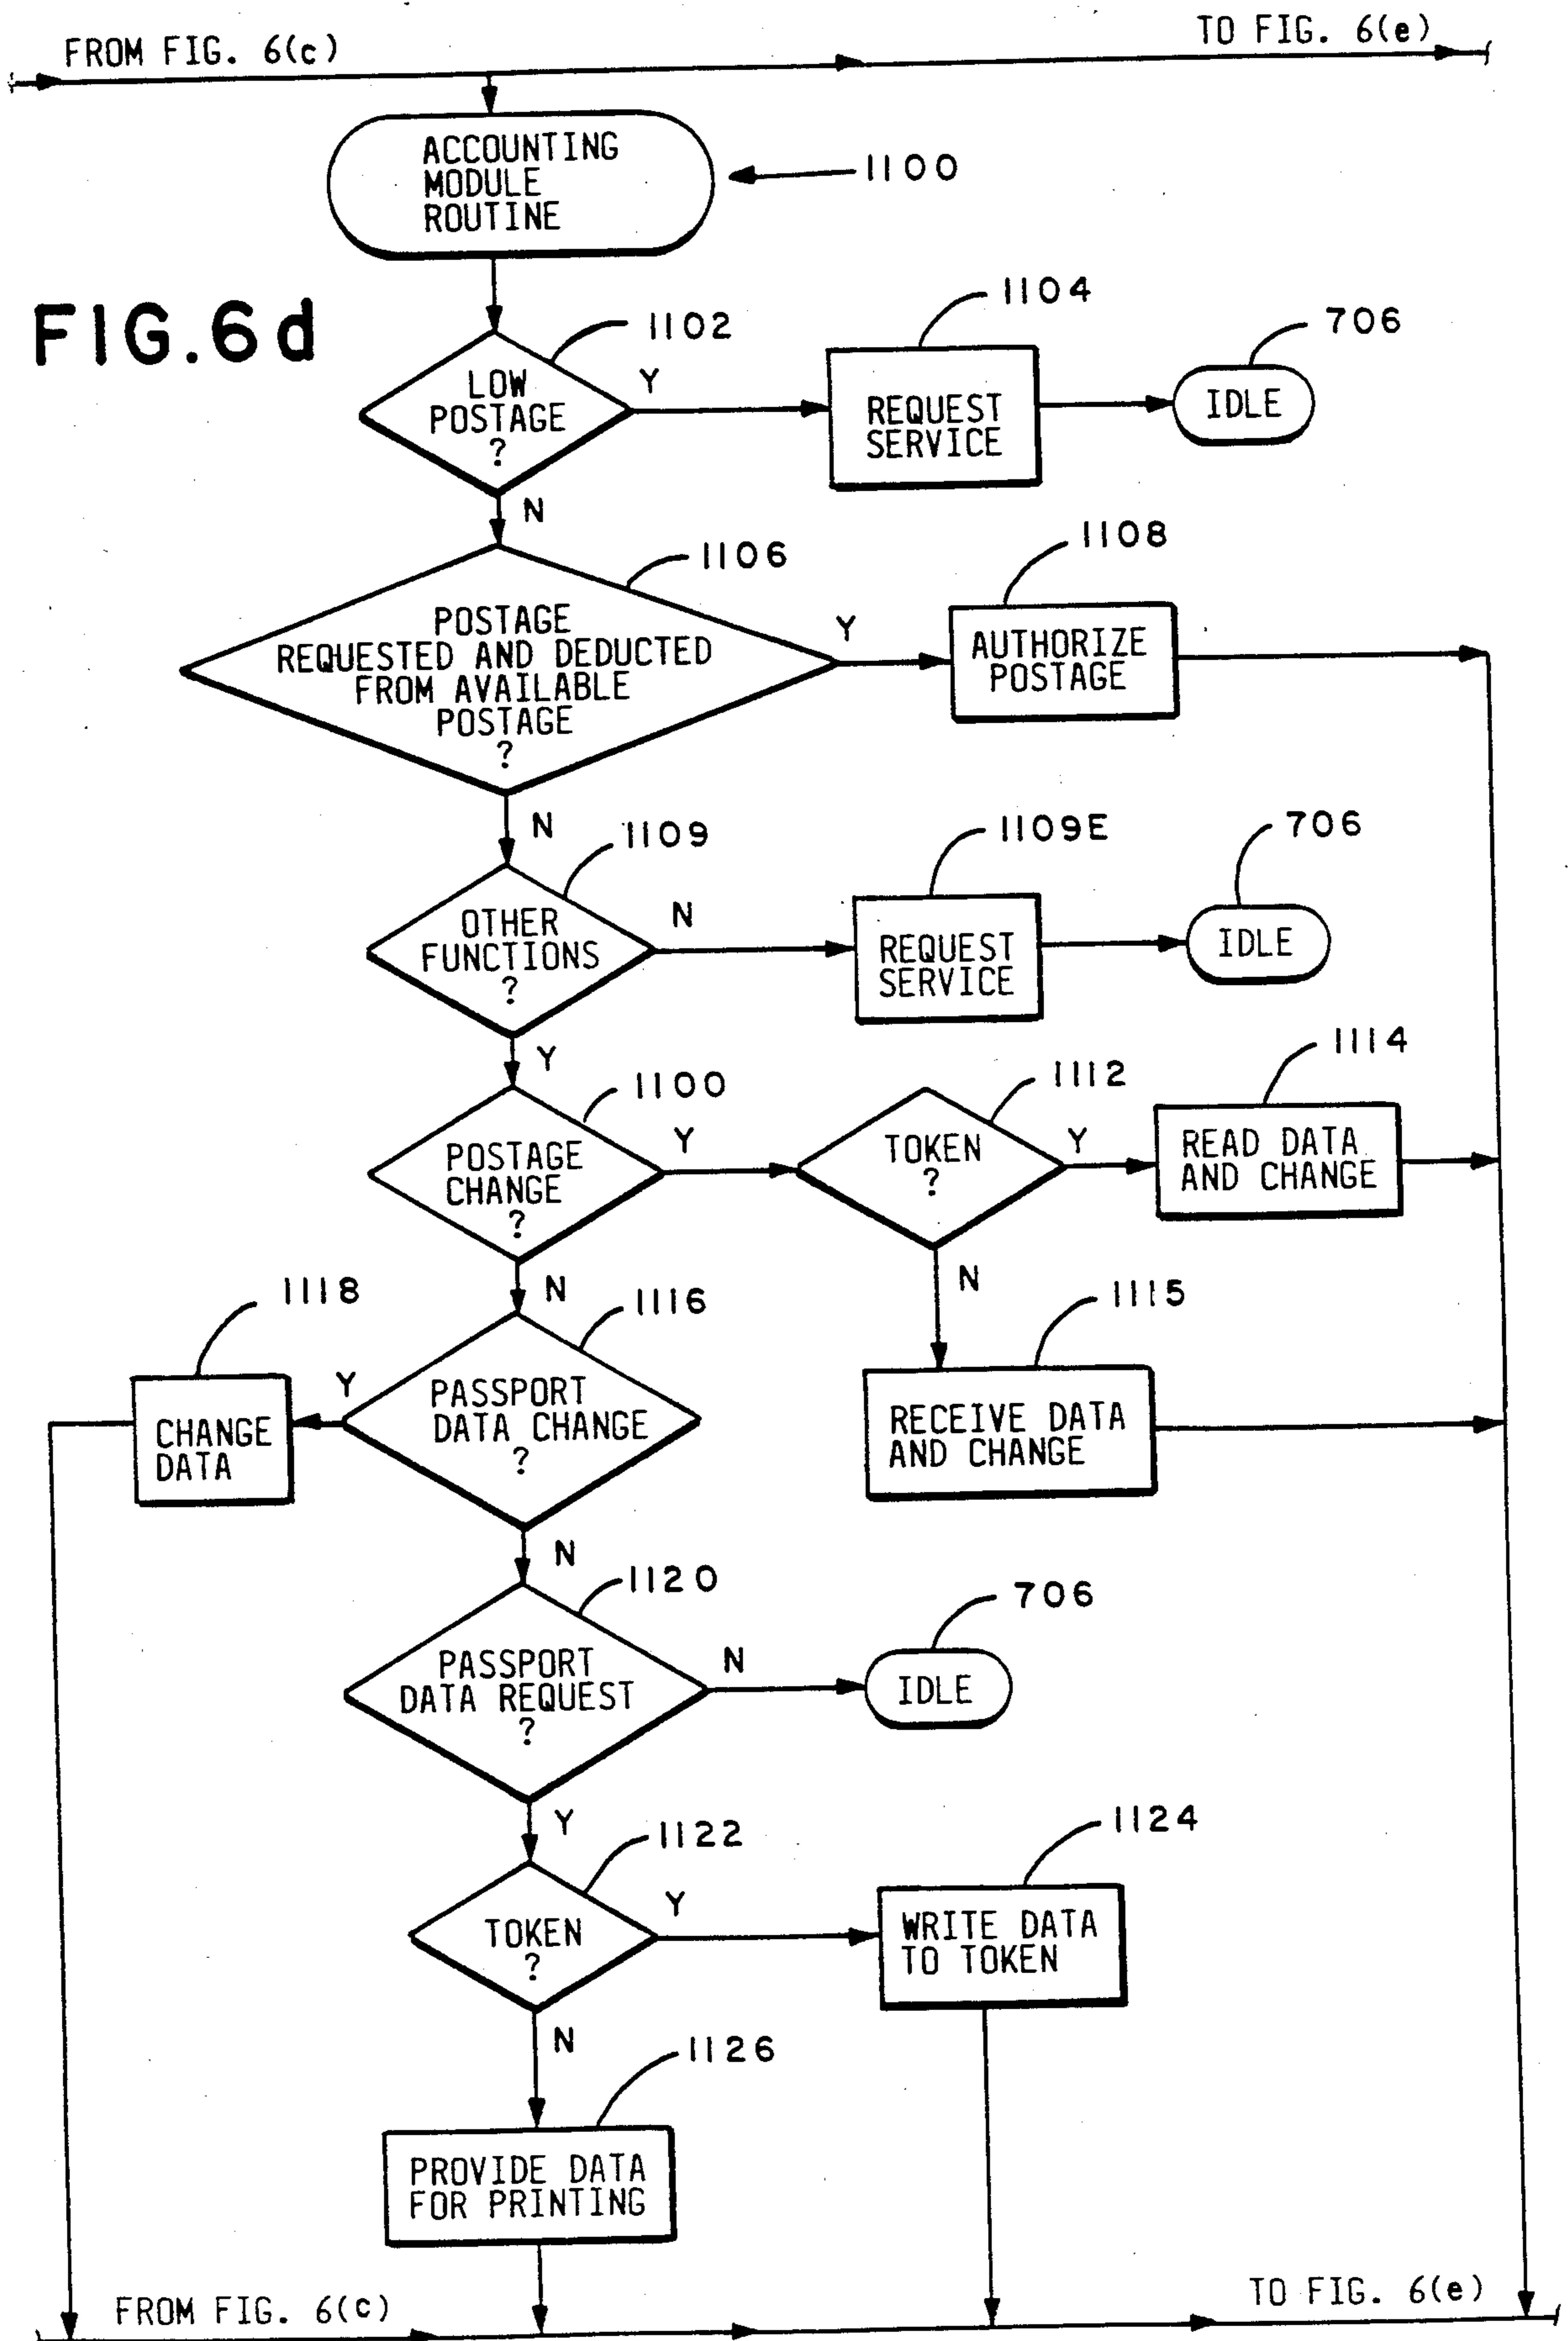 FROM FIG. 6(c)
TO FIG. 6(e)
ACCOUNTING
MODULE
ROUTINE
1100
FIG.6d
1102
LOW
POSTAGE
?
Y
1104
REQUEST
SERVICE
706
IDLE
N
1106
POSTAGE
REQUESTED AND DEDUCTED
FROM AVAILABLE
POSTAGE
?
Y
1108
AUTHORIZE
POSTAGE
N
1109
OTHER
FUNCTIONS
?
N
1109E
REQUEST
SERVICE
706
IDLE
Y
1100
POSTAGE
CHANGE
?
Y
1112
TOKEN
?
Y
1114
READ DATA
AND CHANGE
N
1115
RECEIVE DATA
AND CHANGE
N
1116
PASSPORT
DATA CHANGE
?
Y
1118
CHANGE
DATA
N
1120
PASSPORT
DATA REQUEST
?
N
706
IDLE
Y
1122
TOKEN
?
Y
1124
WRITE DATA
TO TOKEN
N
1126
PROVIDE DATA
FOR PRINTING
FROM FIG. 6(c)
TO FIG. 6(e)